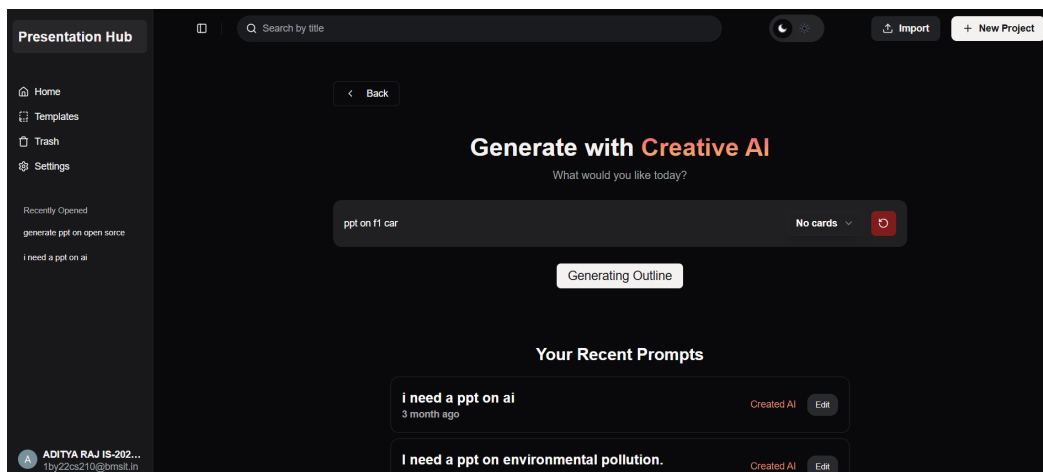 Presentation Hub
Search by title
Import
+ New Project
Home
Templates
Trash
Settings
Recently Opened
generate ppt on open sorce
i need a ppt on ai
Back
Generate with Creative AI
What would you like today?
ppt on f1 car
No cards
Generating Outline
Your Recent Prompts
i need a ppt on ai
3 month ago
Created AI
Edit
I need a ppt on environmental pollution.
Created AI
Edit
A
ADITYA RAJ IS-202...
1by22cs210@bmsit.in